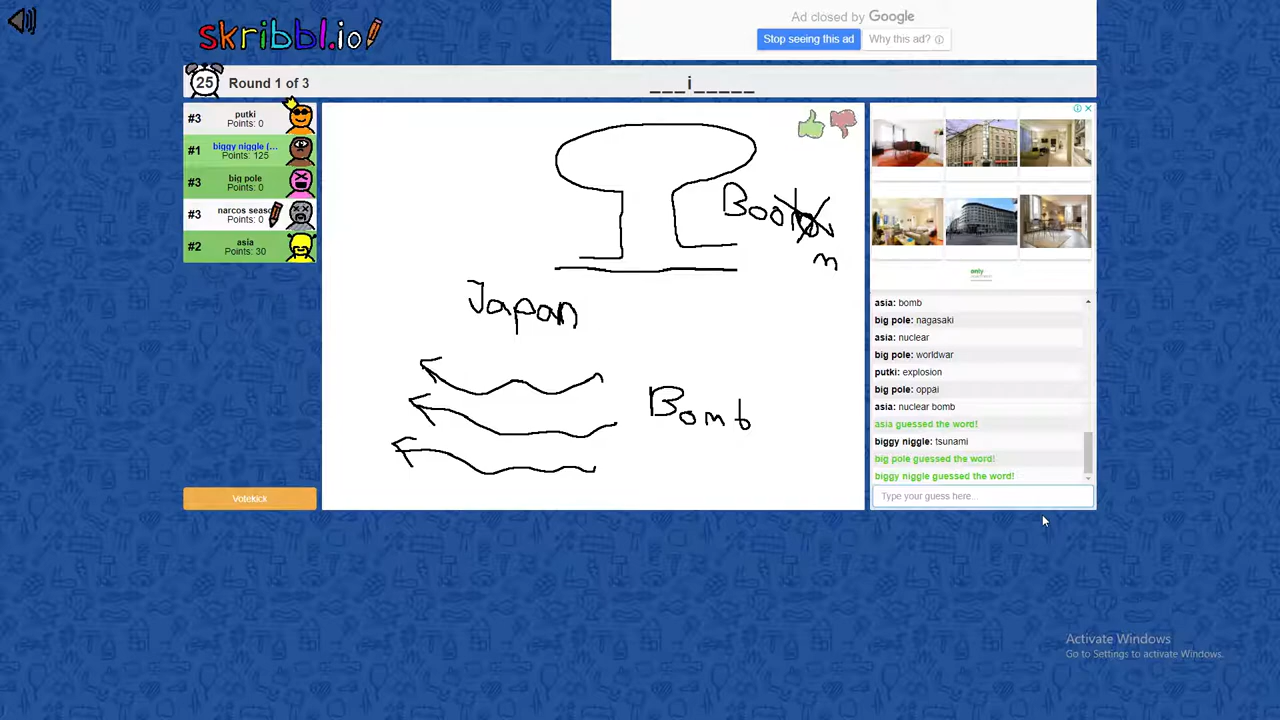 Ad closed by Google
Stop seeing this ad
Why this ad?
skribbl.io
25
Round 1 of 3
___i_____
#3
putki
Points: 0
#1
biggy niggle (...
Points: 125
#3
big pole
Points: 0
#3
narcos seaso
Points: 0
#2
asia
Points: 30
Votekick
Boo
m
Japan
Bomb
only
asia: bomb
big pole: nagasaki
asia: nuclear
big pole: worldwar
putki: explosion
big pole: oppai
asia: nuclear bomb
asia guessed the word!
biggy niggle: tsunami
big pole guessed the word!
biggy niggle guessed the word!
Type your guess here...
Activate Windows
Go to Settings to activate Windows.